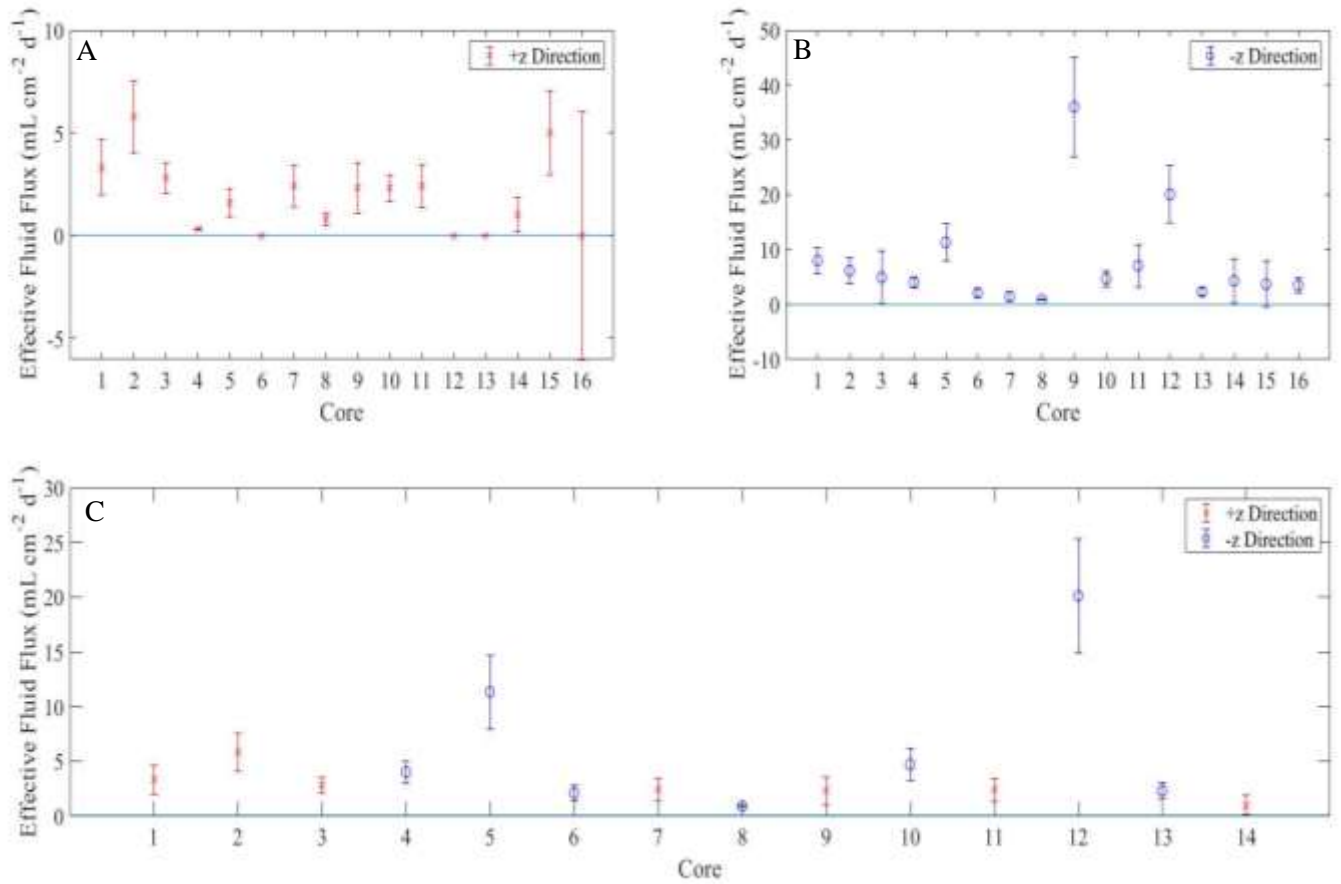 A
+z Direction
Effective Fluid Flux (mL cm⁻² d⁻¹)
10
5
0
-5
1 2 3 4 5 6 7 8 9 10 11 12 13 14 15 16
Core
B
-z Direction
Effective Fluid Flux (mL cm⁻² d⁻¹)
50
40
30
20
10
0
-10
1 2 3 4 5 6 7 8 9 10 11 12 13 14 15 16
Core
C
+z Direction
-z Direction
Effective Fluid Flux (mL cm⁻² d⁻¹)
30
25
20
15
10
5
0
1 2 3 4 5 6 7 8 9 10 11 12 13 14
Core